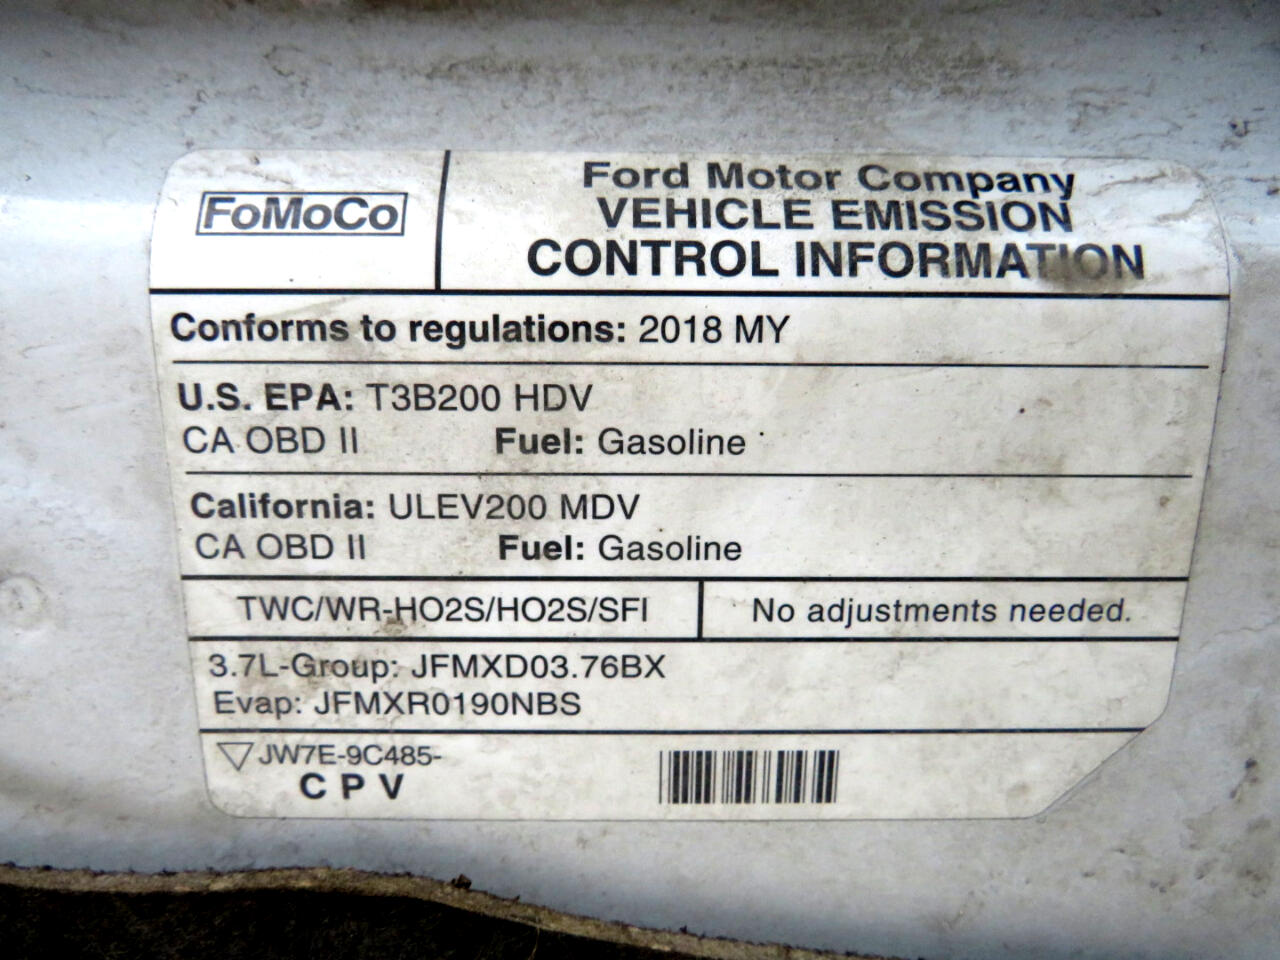 FoMoCo
Ford Motor Company
VEHICLE EMISSION
CONTROL INFORMATION
Conforms to regulations: 2018 MY
U.S. EPA: T3B200 HDV
CA OBD II Fuel: Gasoline
California: ULEV200 MDV
CA OBD II Fuel: Gasoline
TWC/WR-HO2S/HO2S/SFI No adjustments needed.
3.7L-Group: JFMXD03.76BX
Evap: JFMXR0190NBS
JW7E-9C485-
C P V